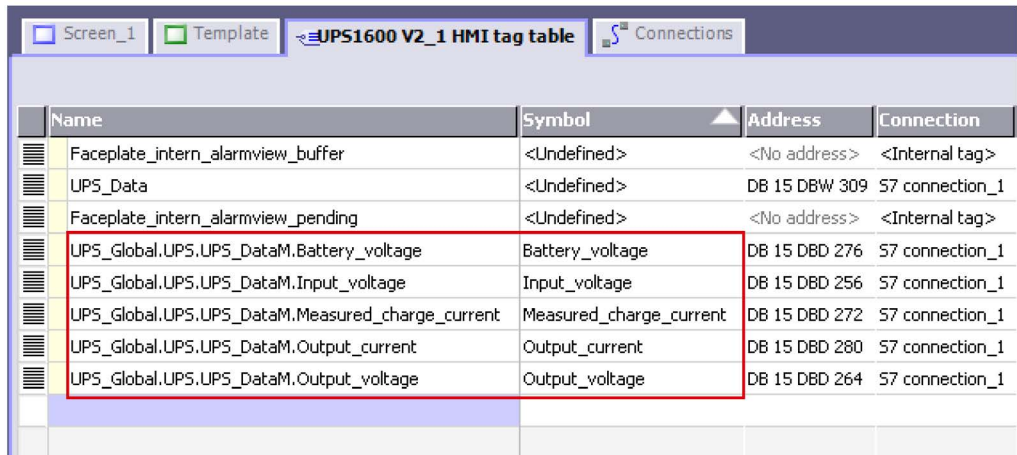 Screen_1 Template UPS1600 V2_1 HMI tag table Connections
Name Symbol Address Connection
Faceplate_intern_alarmview_buffer <Undefined> <No address> <Internal tag>
UPS_Data <Undefined> DB 15 DBW 309 S7 connection_1
Faceplate_intern_alarmview_pending <Undefined> <No address> <Internal tag>
UPS_Global.UPS.UPS_DataM.Battery_voltage Battery_voltage DB 15 DBD 276 S7 connection_1
UPS_Global.UPS.UPS_DataM.Input_voltage Input_voltage DB 15 DBD 256 S7 connection_1
UPS_Global.UPS.UPS_DataM.Measured_charge_current Measured_charge_current DB 15 DBD 272 S7 connection_1
UPS_Global.UPS.UPS_DataM.Output_current Output_current DB 15 DBD 280 S7 connection_1
UPS_Global.UPS.UPS_DataM.Output_voltage Output_voltage DB 15 DBD 264 S7 connection_1